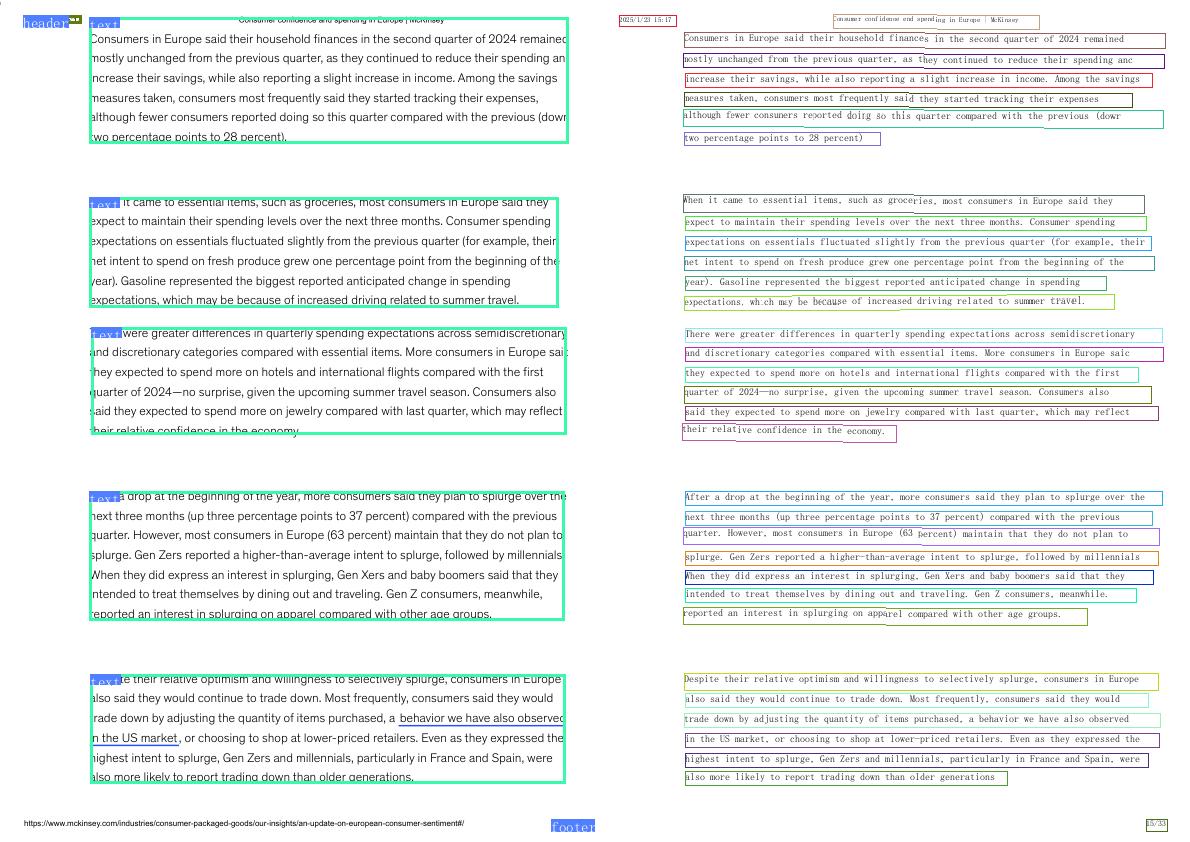 header
text
Consumer confidence and spending in Europe | McKinsey
Consumers in Europe said their household finances in the second quarter of 2024 remained
mostly unchanged from the previous quarter, as they continued to reduce their spending an
increase their savings, while also reporting a slight increase in income. Among the savings
measures taken, consumers most frequently said they started tracking their expenses,
although fewer consumers reported doing so this quarter compared with the previous (down
two percentage points to 28 percent).
text
it came to essential items, such as groceries, most consumers in Europe said they
expect to maintain their spending levels over the next three months. Consumer spending
expectations on essentials fluctuated slightly from the previous quarter (for example, their
net intent to spend on fresh produce grew one percentage point from the beginning of the
year). Gasoline represented the biggest reported anticipated change in spending
expectations, which may be because of increased driving related to summer travel.
text
were greater differences in quarterly spending expectations across semidiscretionary
and discretionary categories compared with essential items. More consumers in Europe said
they expected to spend more on hotels and international flights compared with the first
quarter of 2024—no surprise, given the upcoming summer travel season. Consumers also
said they expected to spend more on jewelry compared with last quarter, which may reflect
their relative confidence in the economy.
text
a drop at the beginning of the year, more consumers said they plan to splurge over the
next three months (up three percentage points to 37 percent) compared with the previous
quarter. However, most consumers in Europe (63 percent) maintain that they do not plan to
splurge. Gen Zers reported a higher-than-average intent to splurge, followed by millennials
When they did express an interest in splurging, Gen Xers and baby boomers said that they
intended to treat themselves by dining out and traveling. Gen Z consumers, meanwhile,
reported an interest in splurging on apparel compared with other age groups.
text
te their relative optimism and willingness to selectively splurge, consumers in Europe
also said they would continue to trade down. Most frequently, consumers said they would
trade down by adjusting the quantity of items purchased, a behavior we have also observed
in the US market, or choosing to shop at lower-priced retailers. Even as they expressed the
highest intent to splurge, Gen Zers and millennials, particularly in France and Spain, were
also more likely to report trading down than older generations.
https://www.mckinsey.com/industries/consumer-packaged-goods/our-insights/an-update-on-european-consumer-sentiment#/
footer
2025/1/23 15:17
Consumer confidence end spending in Europe | McKinsey
Consumers in Europe said their household finances in the second quarter of 2024 remained
mostly unchanged from the previous quarter, as they continued to reduce their spending anc
increase their savings, while also reporting a slight increase in income. Among the savings
measures taken, consumers most frequently said they started tracking their expenses
although fewer consuners reported doirg so this quarter compared with the previous (dowr
two percentage points to 28 percent)
When it came to essential items, such as groceries, most consumers in Europe said they
expect to maintain their spending levels over the next three months. Consumer spending
expectations on essentials fluctuated slightly from the previous quarter (for example, their
net intent to spend on fresh produce grew one percentage point from the beginning of the
year). Gasoline represented the biggest reported anticipated change in spending
expectations. which may be because of increased driving related to summer travel.
There were greater differences in quarterly spending expectations across semidiscretionary
and discretionary categories compared with essential items. More consumers in Europe saic
they expected to spend more on hotels and international flights compared with the first
quarter of 2024—no surprise, given the upcoming summer travel season. Consumers also
said they expected to spend more on jewelry compared with last quarter, which may reflect
their relative confidence in the economy.
After a drop at the beginning of the year, more consumers said they plan to splurge over the
next three months (up three percentage points to 37 percent) compared with the previous
quarter. However, most consumers in Europe (63 percent) maintain that they do not plan to
splurge. Gen Zers reported a higher-than-average intent to splurge, followed by millennials
When they did express an interest in splurging, Gen Xers and baby boomers said that they
intended to treat themselves by dining out and traveling. Gen Z consumers, meanwhile.
reported an interest in splurging on apparel compared with other age groups.
Despite their relative optimism and willingness to selectively splurge, consumers in Europe
also said they would continue to trade down. Most frequently, consumers said they would
trade down by adjusting the quantity of items purchased, a behavior we have also observed
in the US market, or choosing to shop at lower-priced retailers. Even as they expressed the
highest intent to splurge, Gen Zers and millennials, particularly in France and Spain, were
also more likely to report trading down than older generations
15/33